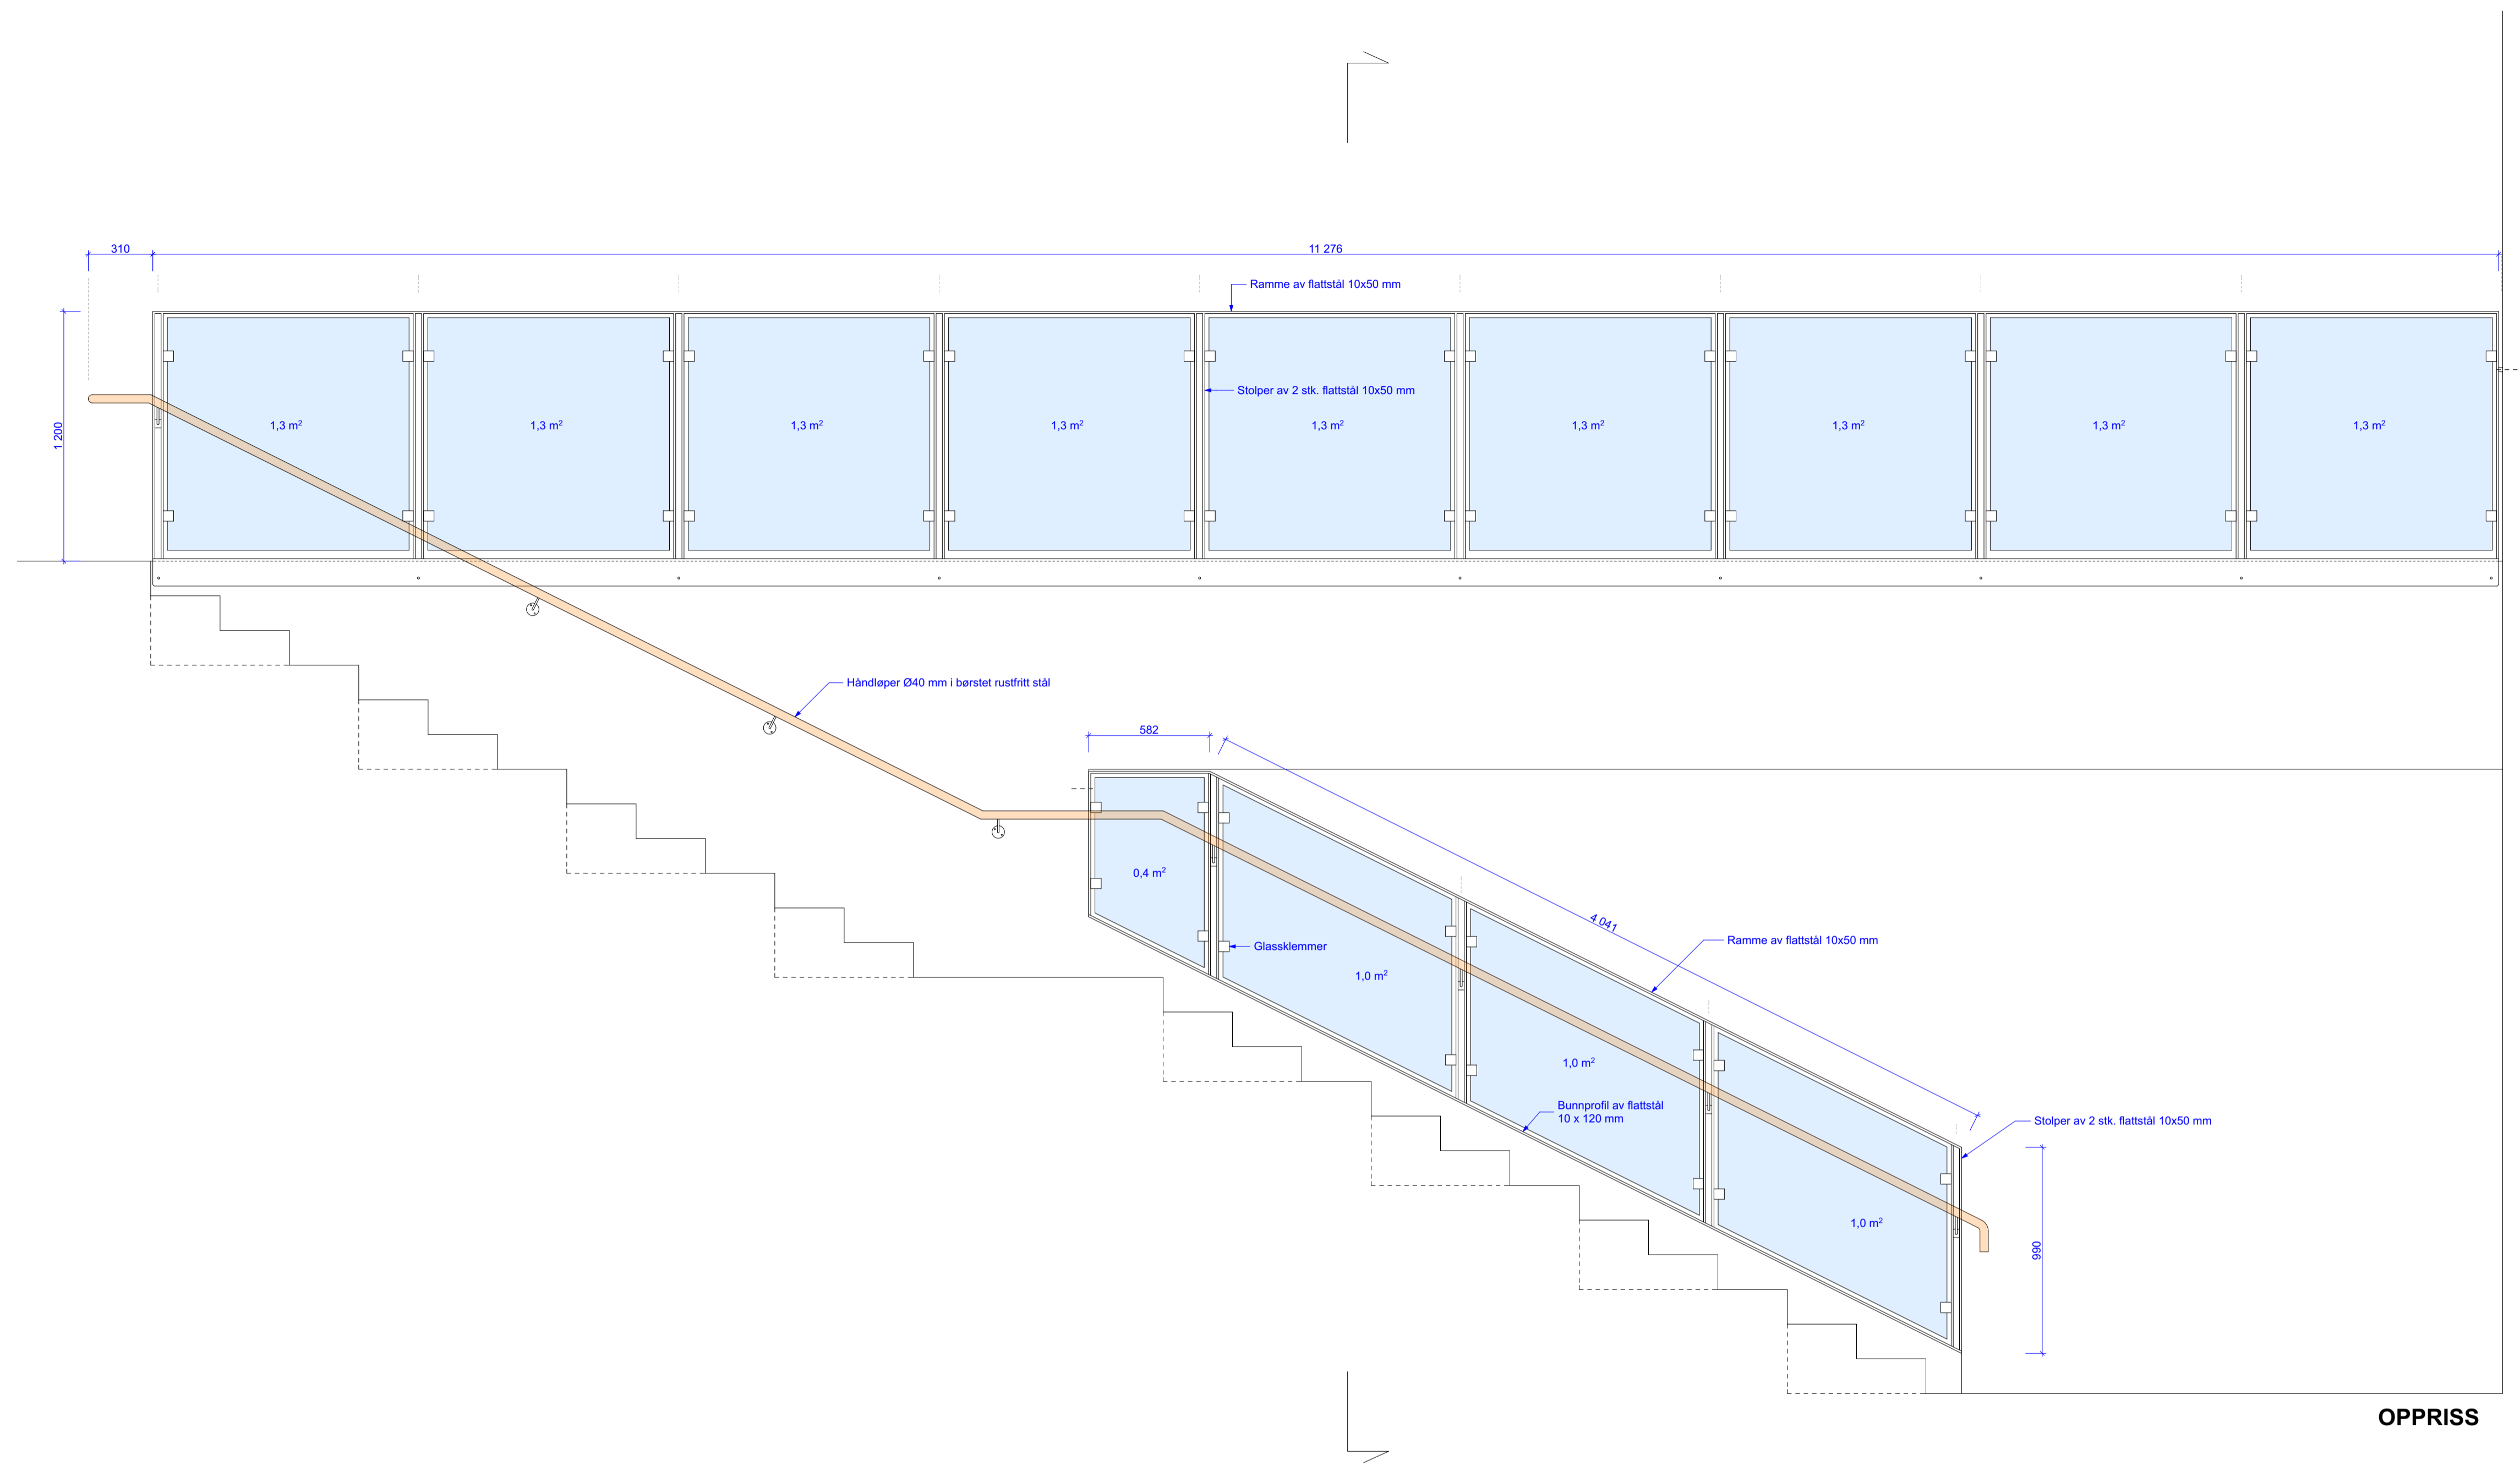 310
11 276
Ramme av flattstål 10x50 mm
1 200
Stolper av 2 stk. flattstål 10x50 mm
1,3 m²
1,3 m²
1,3 m²
1,3 m²
1,3 m²
1,3 m²
1,3 m²
1,3 m²
1,3 m²
Håndløper Ø40 mm i børstet rustfritt stål
582
4 041
0,4 m²
Glassklemmer
Ramme av flattstål 10x50 mm
1,0 m²
1,0 m²
Bunnprofil av flattstål
10 x 120 mm
Stolper av 2 stk. flattstål 10x50 mm
1,0 m²
990
OPPRISS